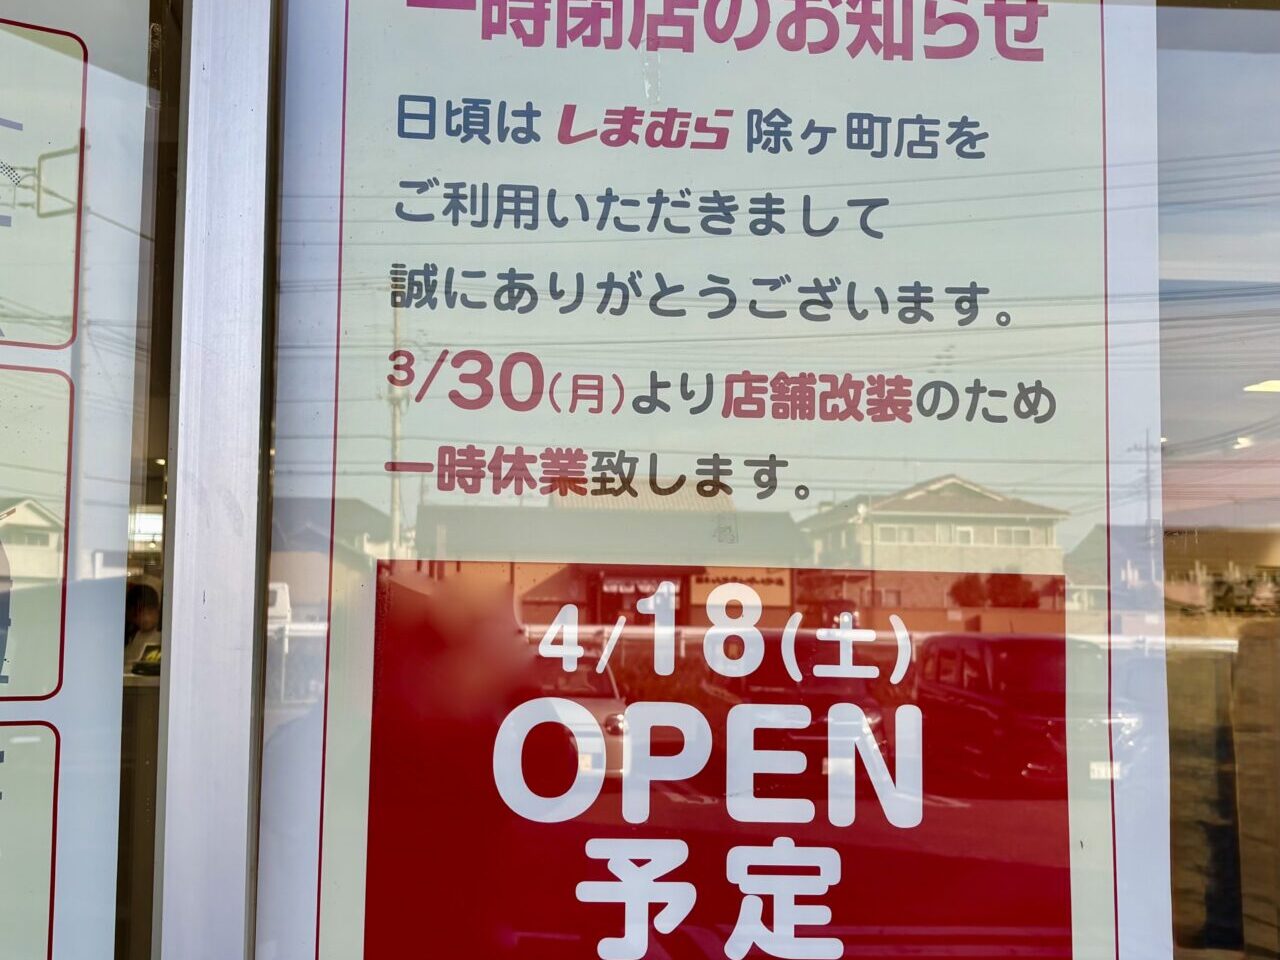 一時閉店のお知らせ
日頃は しまむら 除ヶ町店を
ご利用いただきまして
誠にありがとうございます。
3/30(月)より店舗改装のため
一時休業致します。
4/18(土)
OPEN
予定